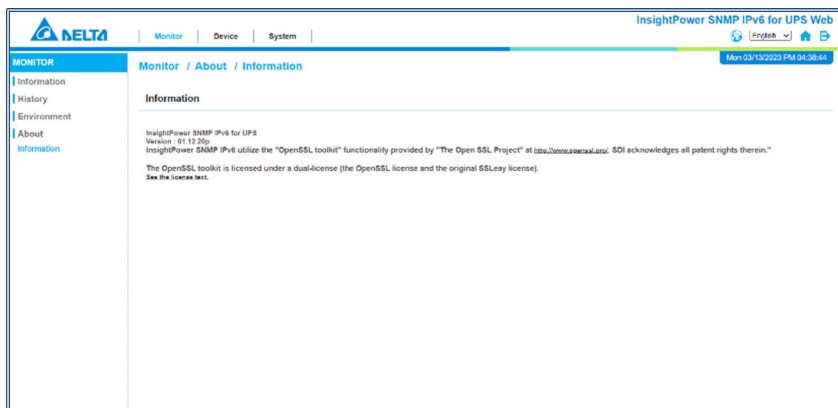 InsightPower SNMP IPv6 for UPS Web
DELTA
Monitor
Device
System
English
Mon 03/13/2023 PM 04:38:44
MONITOR
Information
History
Environment
About
Information
Monitor / About / Information
Information
InsightPower SNMP IPv6 for UPS
Version : 01.12.20p
InsightPower SNMP IPv6 utilize the "OpenSSL toolkit" functionality provided by "The Open SSL Project" at http://www.openssl.org/. SDI acknowledges all patent rights therein."
The OpenSSL toolkit is licensed under a dual-license (the OpenSSL license and the original SSLeay license).
See the license text.